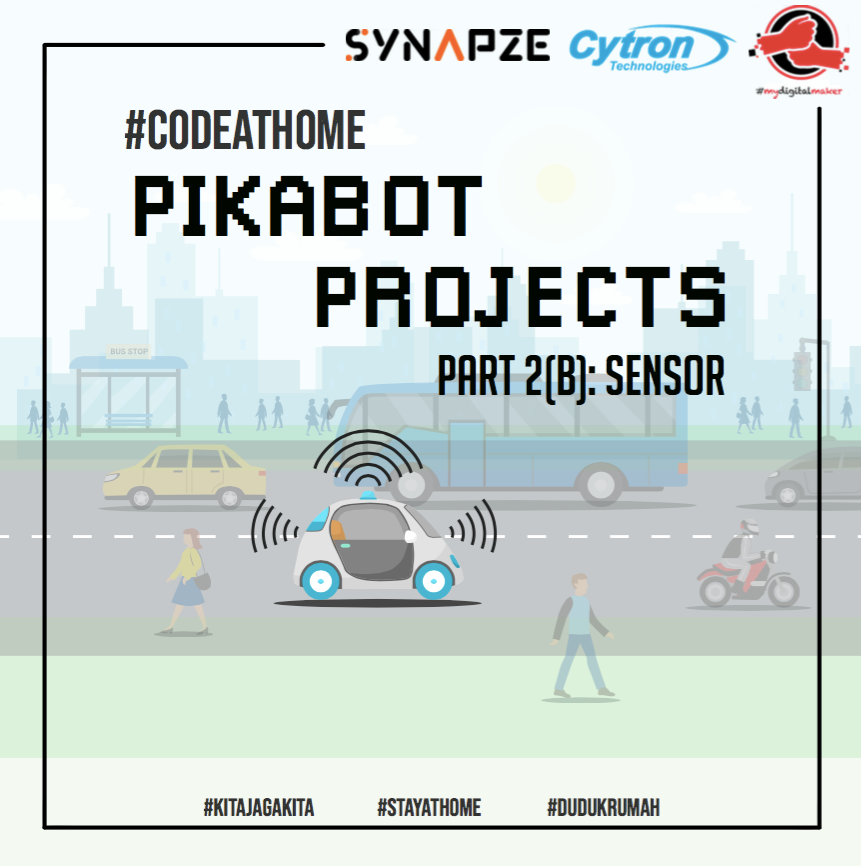 SYNAPZE
Cytron
Technologies
#mydigitalmaker
#CODEATHOME
PIKABOT
PROJECTS
PART 2(B): SENSOR
BUS STOP
#KITAJAGAKITA #STAYATHOME #DUDUKRUMAH